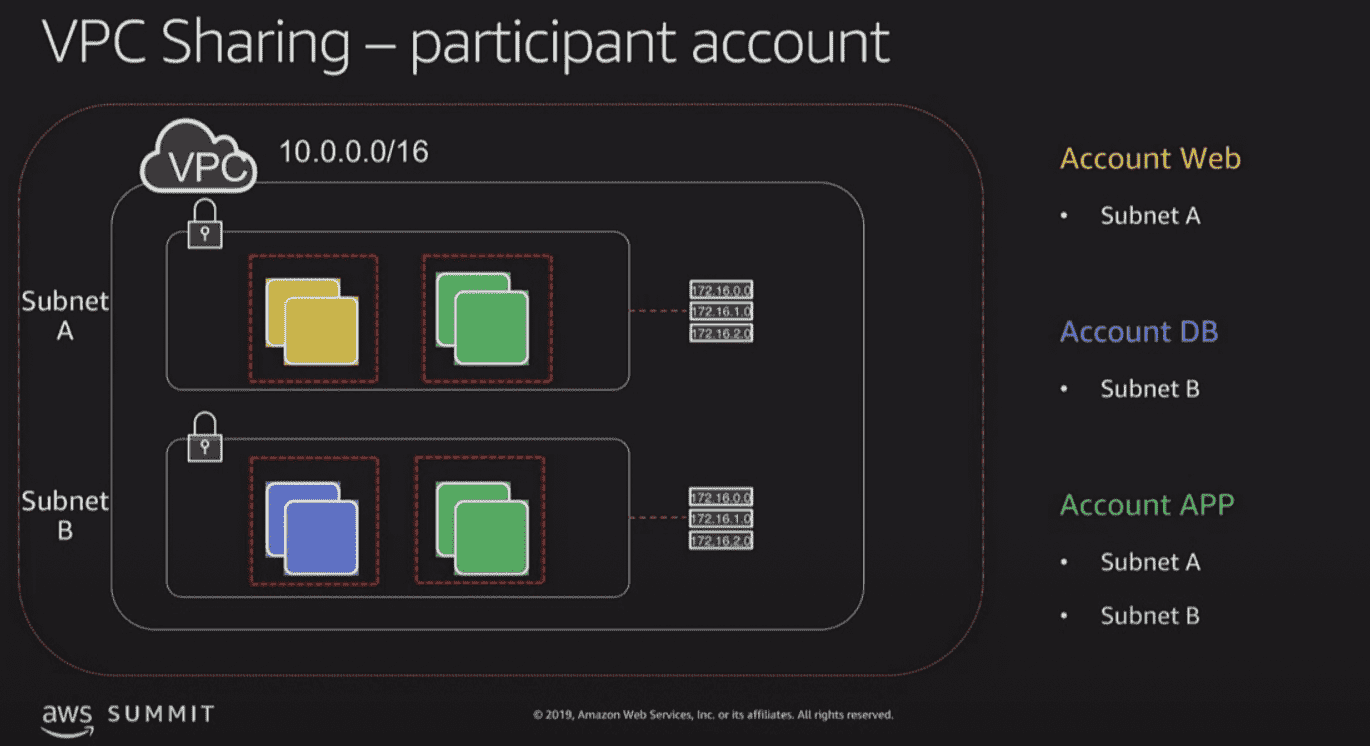 VPC Sharing – participant account
VPC
10.0.0.0/16
Subnet
A
172.16.0.0
172.16.1.0
172.16.2.0
Subnet
B
172.16.0.0
172.16.1.0
172.16.2.0
Account Web
• Subnet A
Account DB
• Subnet B
Account APP
• Subnet A
• Subnet B
aws SUMMIT
© 2019, Amazon Web Services, Inc. or its affiliates. All rights reserved.